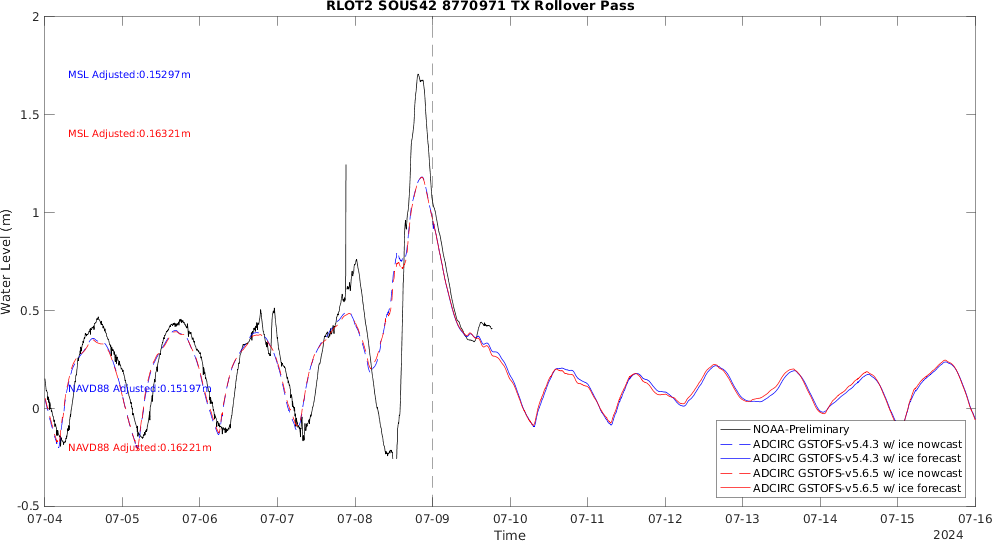 RLOT2 SOUS42 8770971 TX Rollover Pass
2
MSL Adjusted:0.15297m
1.5
MSL Adjusted:0.16321m
1
Water Level (m)
0.5
NAVD88 Adjusted:0.15197m
0
NAVD88 Adjusted:0.16221m
NOAA-Preliminary
ADCIRC GSTOFS-v5.4.3 w/ ice nowcast
ADCIRC GSTOFS-v5.4.3 w/ ice forecast
ADCIRC GSTOFS-v5.6.5 w/ ice nowcast
ADCIRC GSTOFS-v5.6.5 w/ ice forecast
-0.5
07-04 07-05 07-06 07-07 07-08 07-09 07-10 07-11 07-12 07-13 07-14 07-15 07-16
Time
2024